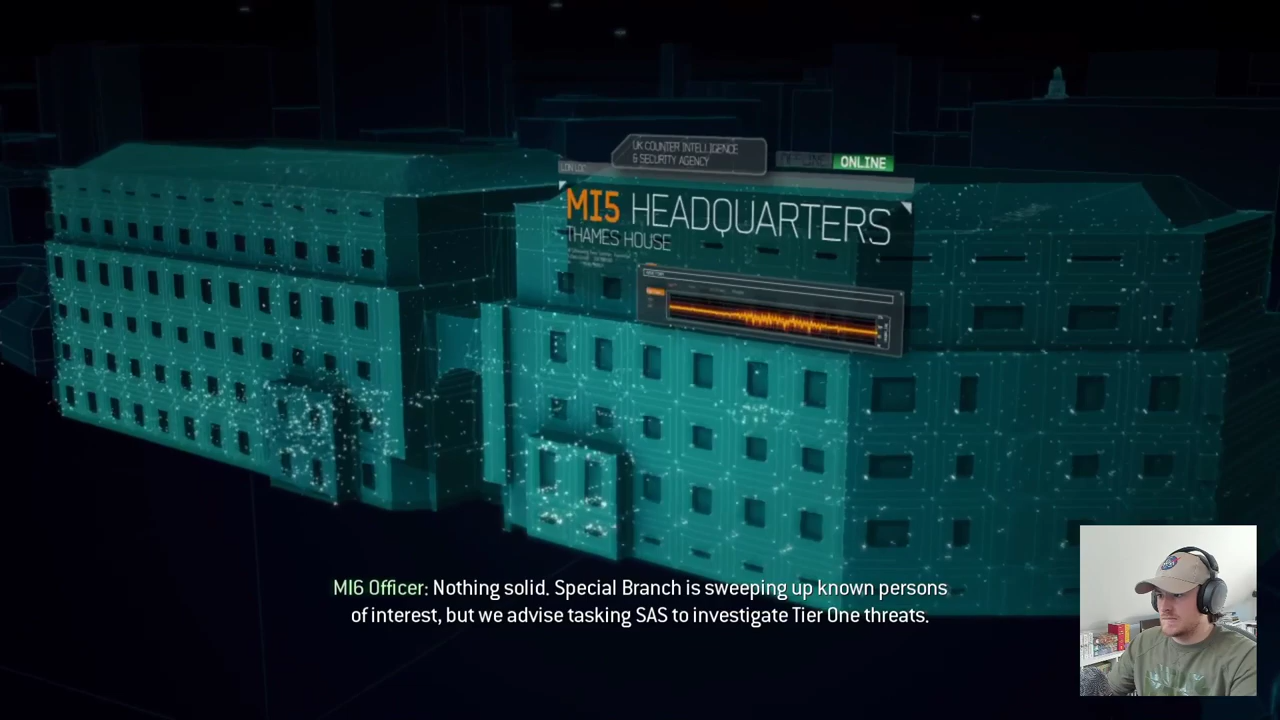 UK COUNTER INTELLIGENCE
& SECURITY AGENCY
OFFLINE ONLINE
MI5 HEADQUARTERS
THAMES HOUSE
MI6 Officer: Nothing solid. Special Branch is sweeping up known persons
of interest, but we advise tasking SAS to investigate Tier One threats.